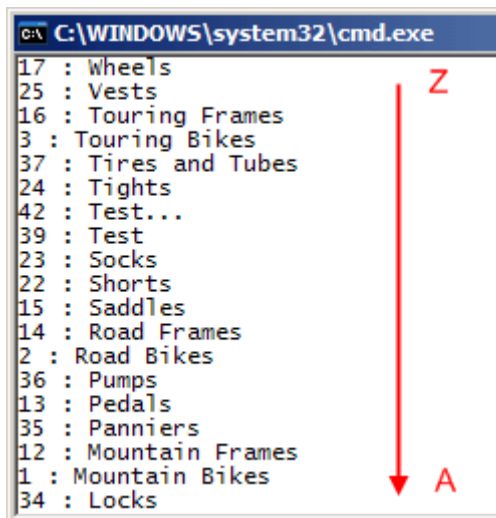 C:\WINDOWS\system32\cmd.exe
17 : Wheels
Z
25 : Vests
16 : Touring Frames
3 : Touring Bikes
37 : Tires and Tubes
24 : Tights
42 : Test...
39 : Test
23 : Socks
22 : Shorts
15 : Saddles
14 : Road Frames
2 : Road Bikes
36 : Pumps
13 : Pedals
35 : Panniers
12 : Mountain Frames
1 : Mountain Bikes
A
34 : Locks